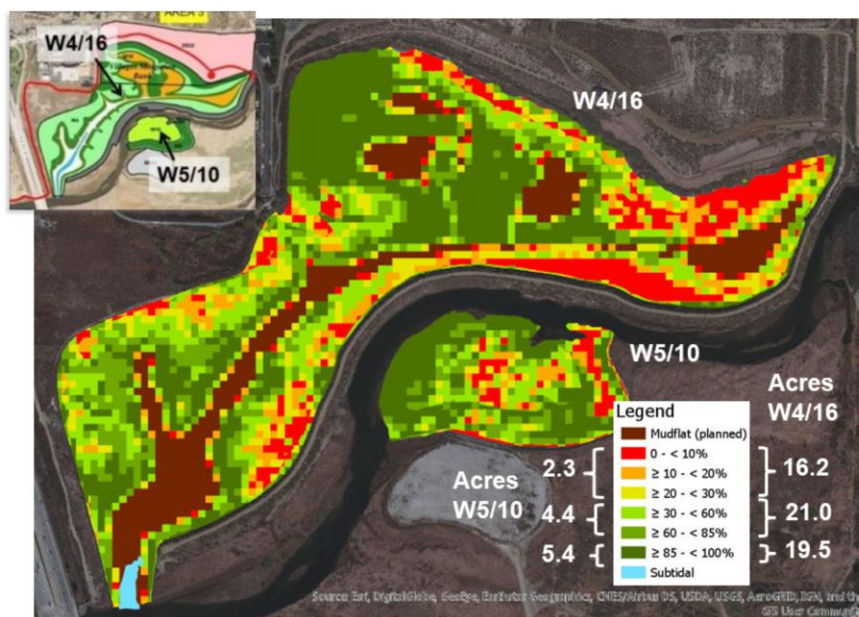 AREA 3
W4/16
W5/10
W4/16
W5/10
Acres
W4/16
Legend
Mudflat (planned)
0 - < 10%
≥ 10 - < 20%
≥ 20 - < 30%
≥ 30 - < 60%
≥ 60 - < 85%
≥ 85 - < 100%
Subtidal
Acres
W5/10
2.3
4.4
5.4
16.2
21.0
19.5
Source: Esri, DigitalGlobe, GeoEye, Earthstar Geographics, CNES/Airbus DS, USDA, USGS, AeroGRID, IGN, and the
GIS User Communit